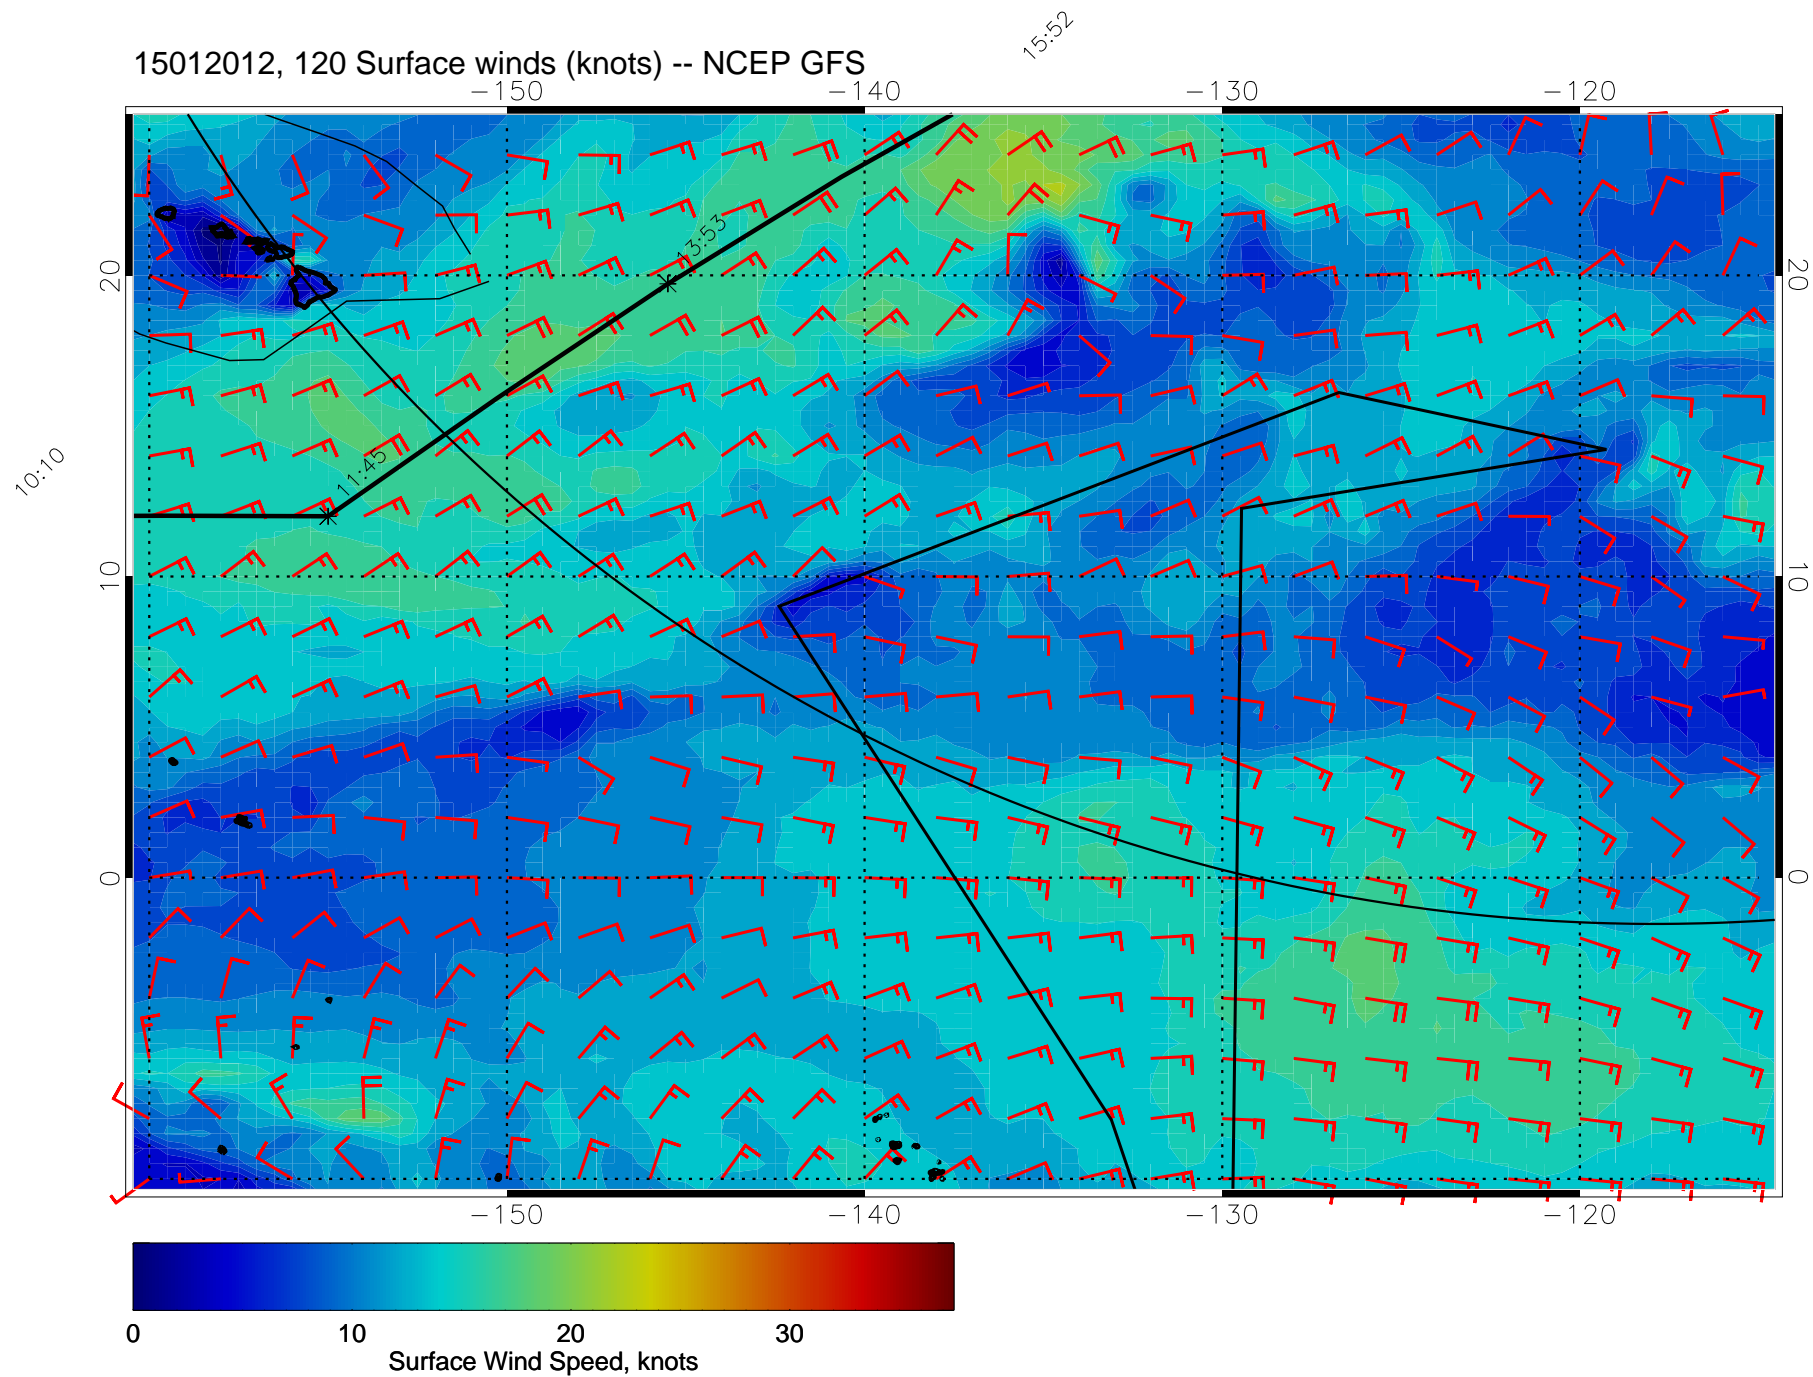 15:52
15012012, 120 Surface winds (knots) -- NCEP GFS
-150 -140 -130 -120
20 20
13:53
10:10
11:45
10 10
0 0
-150 -140 -130 -120
0 10 20 30
Surface Wind Speed, knots